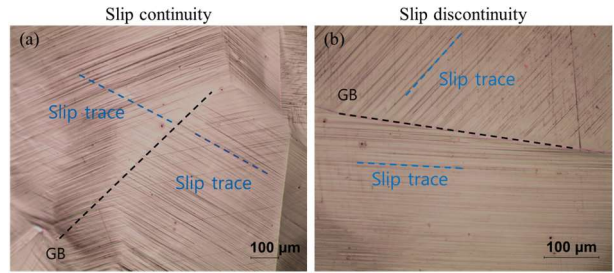 Slip continuity
Slip discontinuity
(a)
Slip trace
Slip trace
GB
100 µm
(b)
Slip trace
GB
Slip trace
100 µm